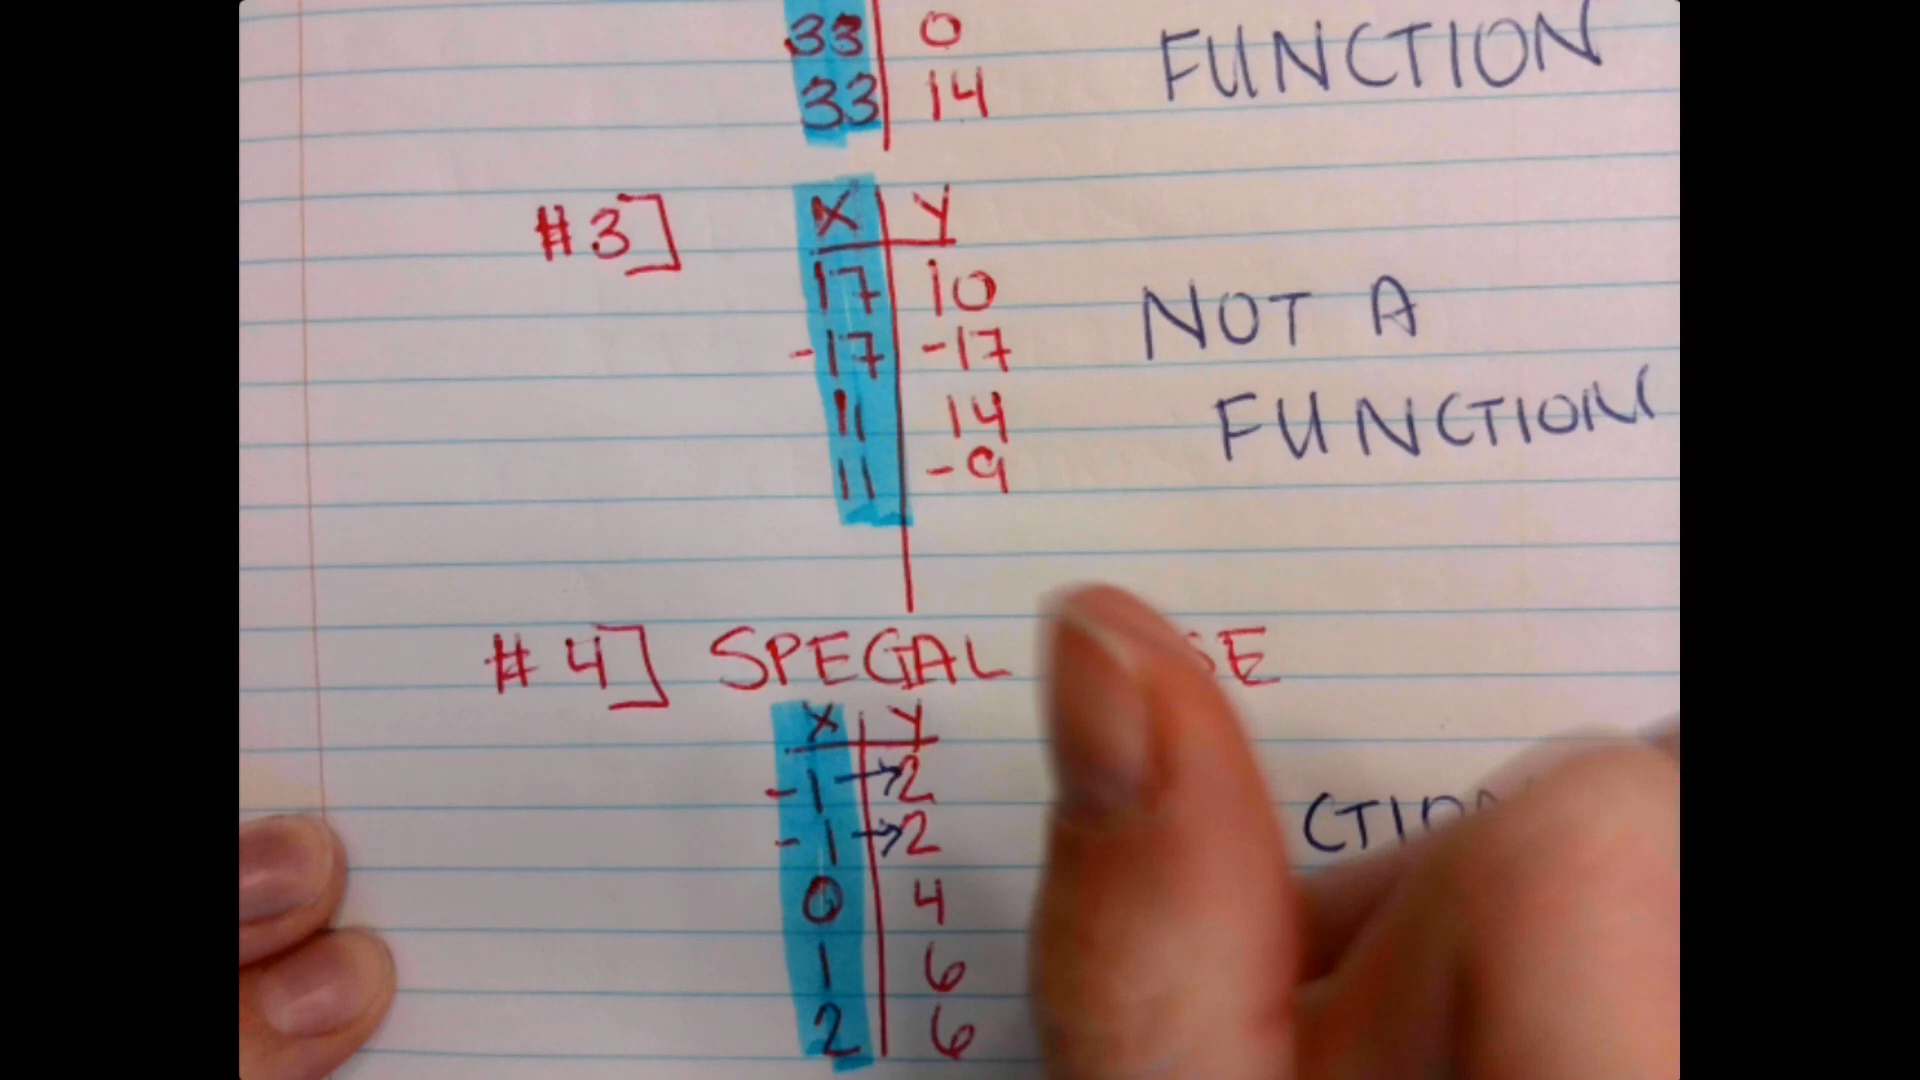 33 0
33 14
FUNCTION
#3]
X Y
17 10
-17 -17
11 14
11 -9
NOT A
FUNCTION
#4] SPECIAL
X Y
-1 → 2
-1 → 2
0 4
1 6
2 6